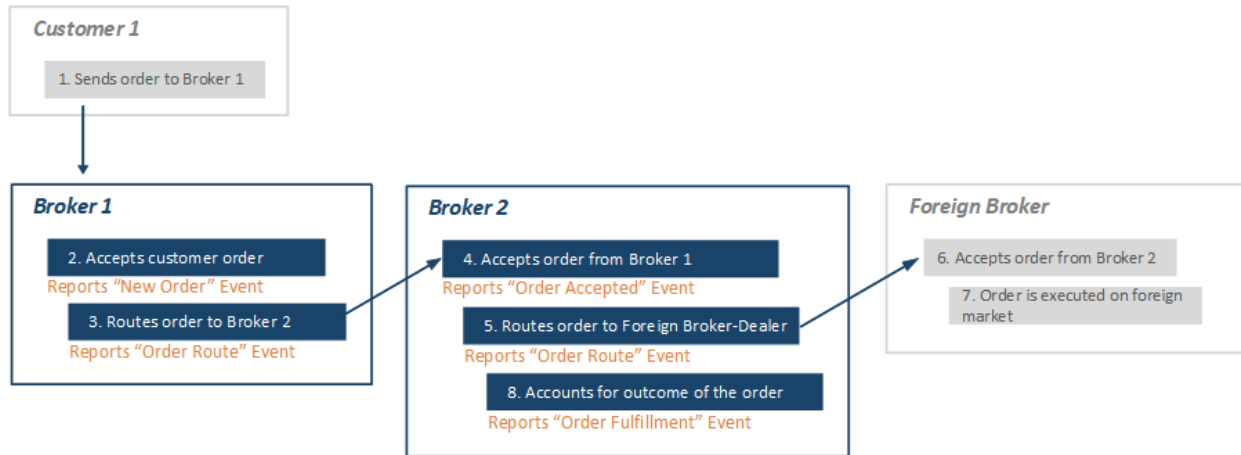 Customer 1
1. Sends order to Broker 1
Broker 1
2. Accepts customer order
Reports “New Order” Event
3. Routes order to Broker 2
Reports “Order Route” Event
Broker 2
4. Accepts order from Broker 1
Reports “Order Accepted” Event
5. Routes order to Foreign Broker-Dealer
Reports “Order Route” Event
8. Accounts for outcome of the order
Reports “Order Fulfillment” Event
Foreign Broker
6. Accepts order from Broker 2
7. Order is executed on foreign
market